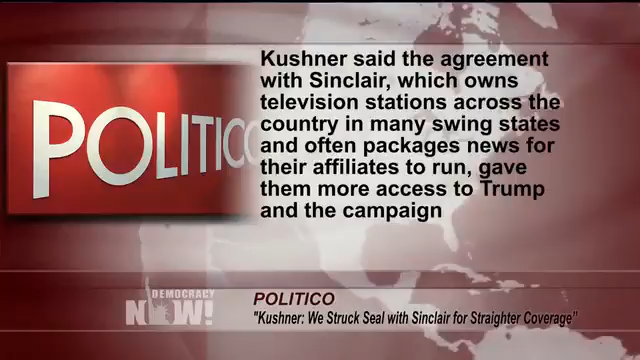 Kushner said the agreement
with Sinclair, which owns
television stations across the
country in many swing states
and often packages news for
their affiliates to run, gave
them more access to Trump
and the campaign
POLITICO
DEMOCRACY
NOW!
POLITICO
"Kushner: We Struck Seal with Sinclair for Straighter Coverage"